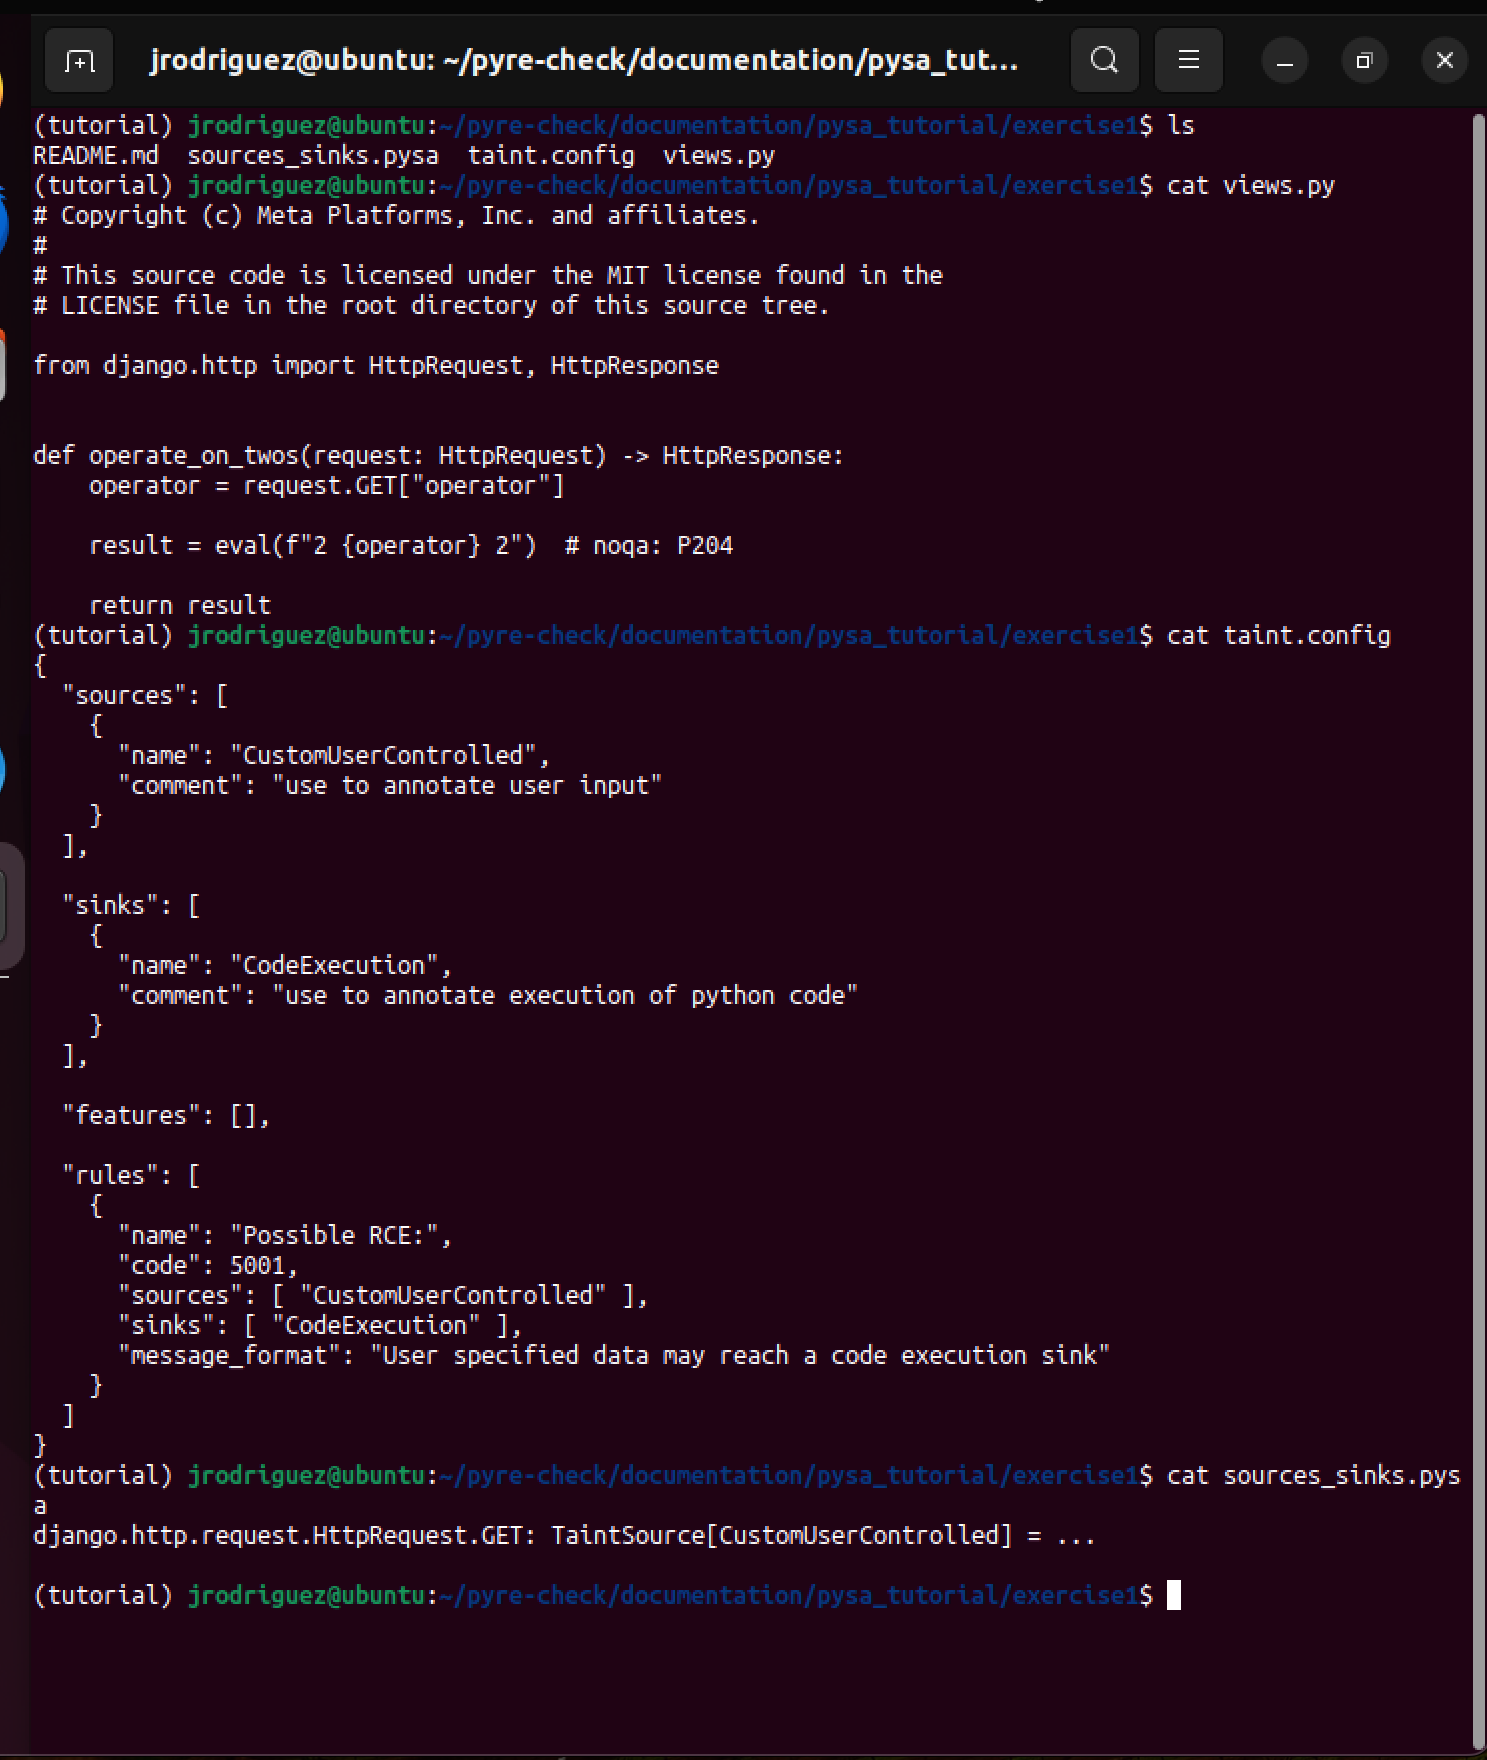 jrodriguez@ubuntu: ~/pyre-check/documentation/pysa_tut...
(tutorial) jrodriguez@ubuntu:~/pyre-check/documentation/pysa_tutorial/exercise1$ ls
README.md  sources_sinks.pysa  taint.config  views.py
(tutorial) jrodriguez@ubuntu:~/pyre-check/documentation/pysa_tutorial/exercise1$ cat views.py
# Copyright (c) Meta Platforms, Inc. and affiliates.
#
# This source code is licensed under the MIT license found in the
# LICENSE file in the root directory of this source tree.

from django.http import HttpRequest, HttpResponse


def operate_on_twos(request: HttpRequest) -> HttpResponse:
    operator = request.GET["operator"]

    result = eval(f"2 {operator} 2")  # noqa: P204

    return result
(tutorial) jrodriguez@ubuntu:~/pyre-check/documentation/pysa_tutorial/exercise1$ cat taint.config
{
  "sources": [
    {
      "name": "CustomUserControlled",
      "comment": "use to annotate user input"
    }
  ],

  "sinks": [
    {
      "name": "CodeExecution",
      "comment": "use to annotate execution of python code"
    }
  ],

  "features": [],

  "rules": [
    {
      "name": "Possible RCE:",
      "code": 5001,
      "sources": [ "CustomUserControlled" ],
      "sinks": [ "CodeExecution" ],
      "message_format": "User specified data may reach a code execution sink"
    }
  ]
}
(tutorial) jrodriguez@ubuntu:~/pyre-check/documentation/pysa_tutorial/exercise1$ cat sources_sinks.pys
a
django.http.request.HttpRequest.GET: TaintSource[CustomUserControlled] = ...

(tutorial) jrodriguez@ubuntu:~/pyre-check/documentation/pysa_tutorial/exercise1$